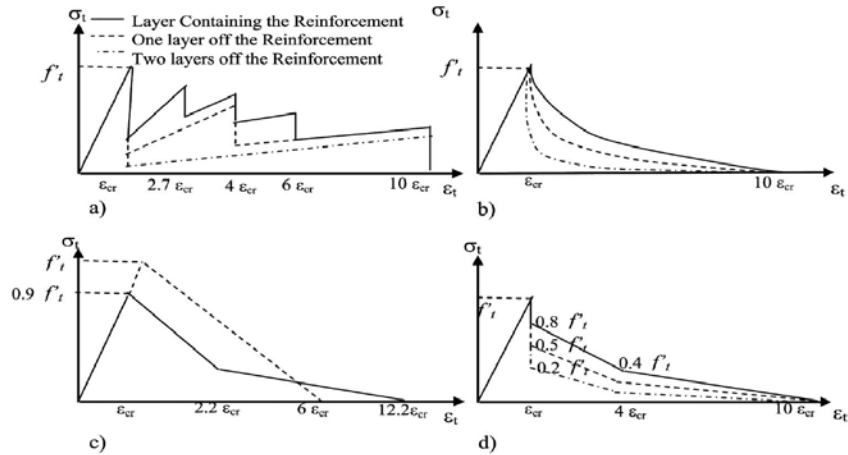 σt
Layer Containing the Reinforcement
One layer off the Reinforcement
Two layers off the Reinforcement
f't
εcr 2.7 εcr 4 εcr 6 εcr 10 εcr εt
a)
σt
f't
εcr 10 εcr εt
b)
σt
f't
0.9 f't
εcr 2.2 εcr 6 εcr 12.2εcr εt
c)
σt
f't
0.8 f't
0.5 f't
0.4 f't
0.2 f't
εcr 4 εcr 10 εcr εt
d)